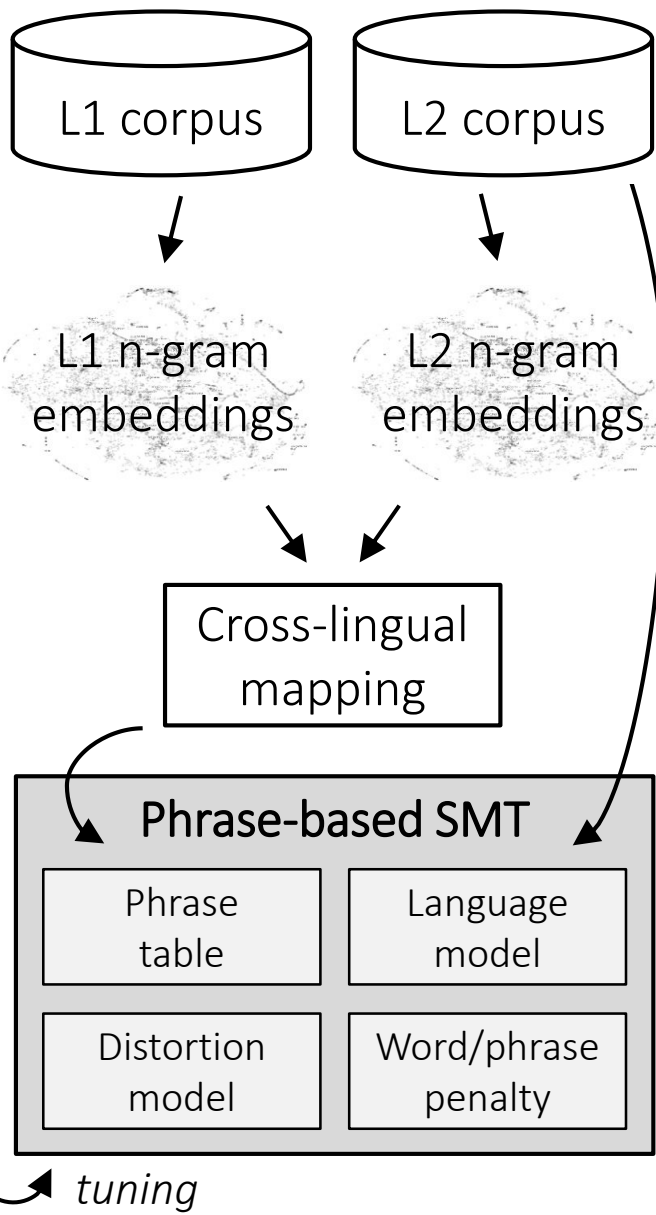 L1 corpus
L2 corpus
L1 n-gram
embeddings
L2 n-gram
embeddings
Cross-lingual
mapping
Phrase-based SMT
Phrase
table
Language
model
Distortion
model
Word/phrase
penalty
tuning